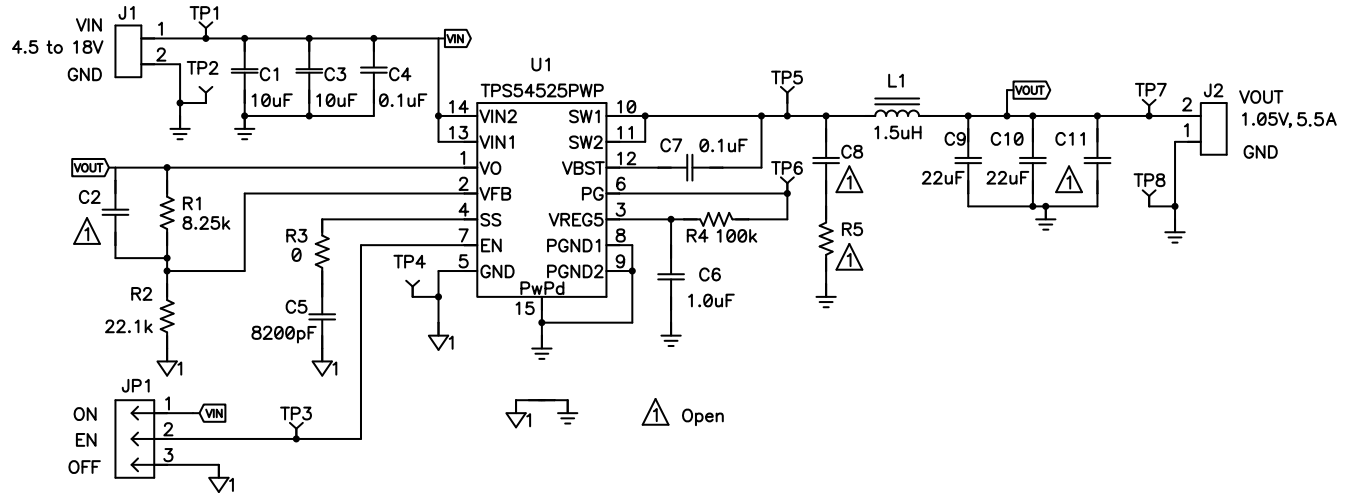 J1
VIN
4.5 to 18V
GND
1
2
TP1
TP2
VIN
C1
10uF
C3
10uF
C4
0.1uF
U1
TPS54525PWP
14
VIN2
13
VIN1
1
VO
2
VFB
4
SS
7
EN
5
GND
10
SW1
11
SW2
12
VBST
6
PG
3
VREG5
8
PGND1
9
PGND2
PwPd
15
VOUT
C2
1
R1
8.25k
R2
22.1k
1
R3
0
C5
8200pF
1
TP4
1
C7
0.1uF
TP5
TP6
R4 100k
C6
1.0uF
C8
1
R5
1
L1
1.5uH
VOUT
C9
22uF
C10
22uF
C11
1
TP7
TP8
J2
2
1
VOUT
1.05V, 5.5A
GND
JP1
ON
EN
OFF
1
2
3
VIN
TP3
1
1
1 Open